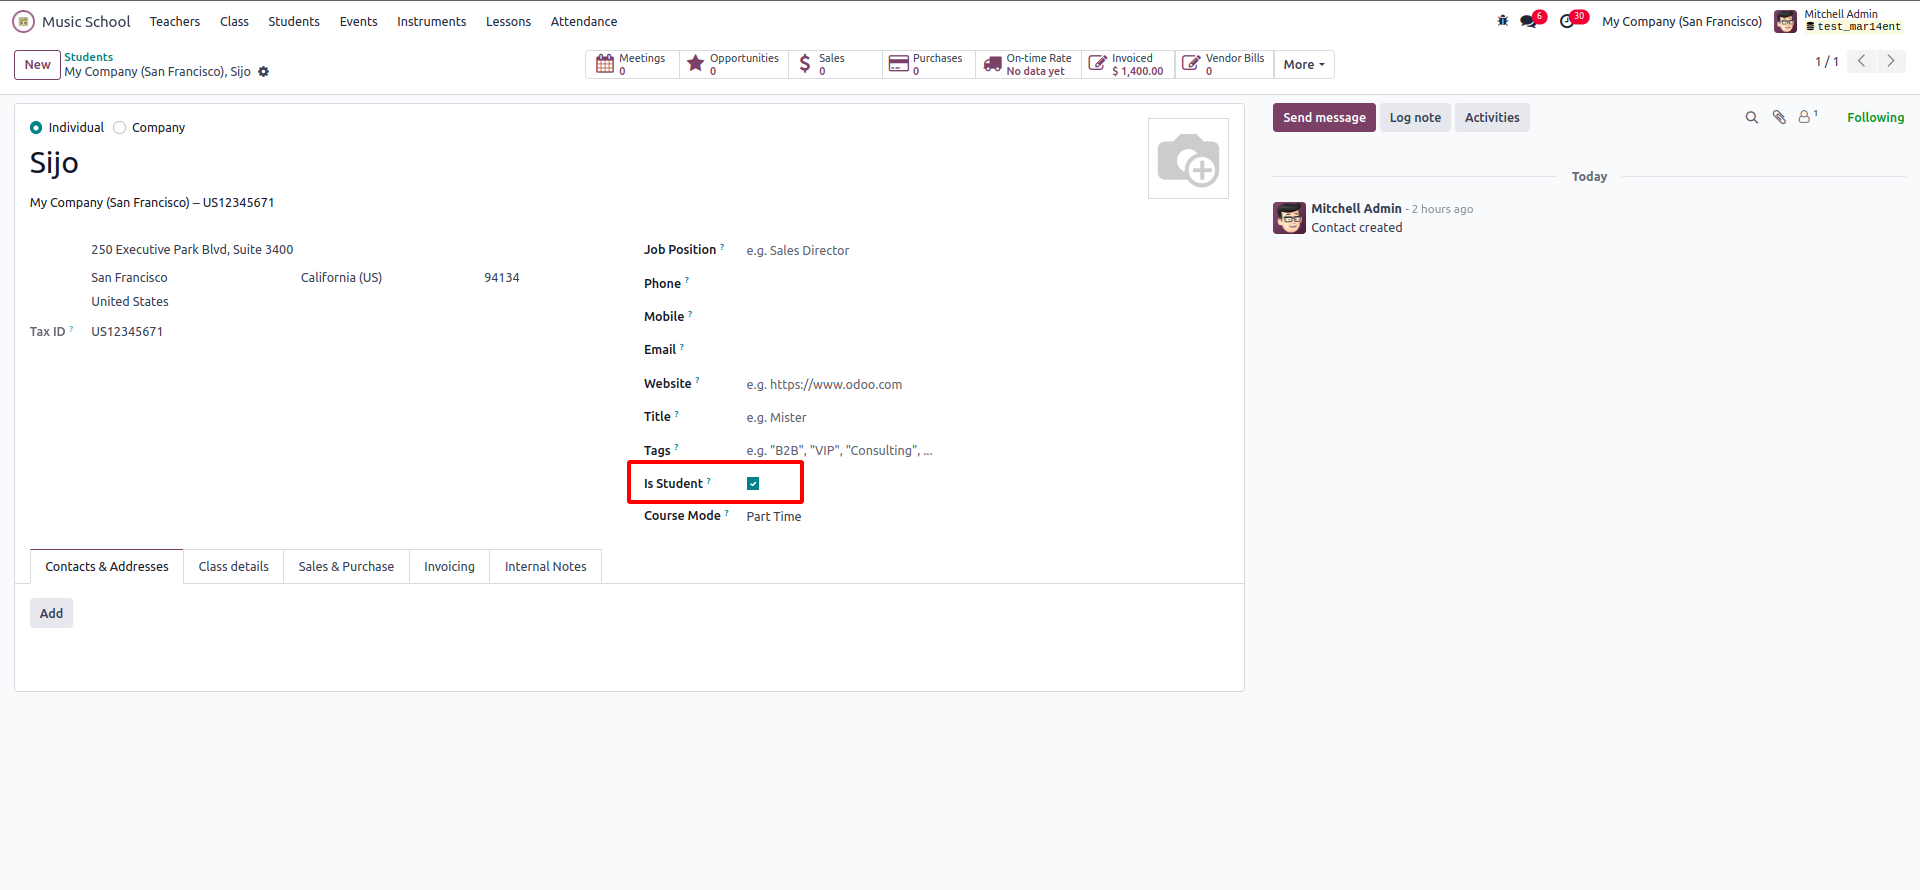 Music School Teachers Class Students Events Instruments Lessons Attendance 6 30 My Company (San Francisco) Mitchell Admin
test_mar14ent
New Students
My Company (San Francisco), Sijo
Meetings 0 Opportunities 0 Sales 0 Purchases 0 On-time Rate No data yet Invoiced $ 1,400.00 Vendor Bills 0 More
1 / 1
Individual Company
Sijo
My Company (San Francisco) – US12345671
250 Executive Park Blvd, Suite 3400
San Francisco California (US) 94134
United States
Tax ID ? US12345671
Job Position ? e.g. Sales Director
Phone ?
Mobile ?
Email ?
Website ? e.g. https://www.odoo.com
Title ? e.g. Mister
Tags ? e.g. "B2B", "VIP", "Consulting", ...
Is Student ?
Course Mode ? Part Time
Contacts & Addresses Class details Sales & Purchase Invoicing Internal Notes
Add
Send message Log note Activities 1 Following
Today
Mitchell Admin - 2 hours ago
Contact created